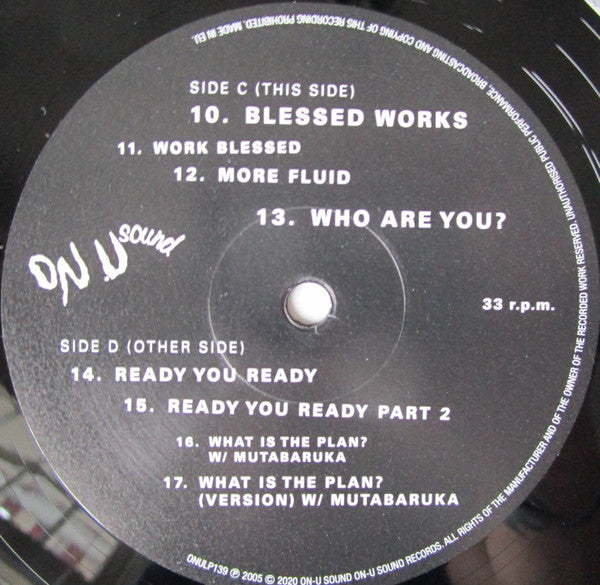 SIDE C (THIS SIDE)
10. BLESSED WORKS
11. WORK BLESSED
12. MORE FLUID
13. WHO ARE YOU?
ON.U sound
33 r.p.m.
SIDE D (OTHER SIDE)
14. READY YOU READY
15. READY YOU READY PART 2
16. WHAT IS THE PLAN?
W/ MUTABARUKA
17. WHAT IS THE PLAN?
(VERSION) W/ MUTABARUKA
ONULP139 ℗ 2005 © 2020 ON-U SOUND ON-U SOUND RECORDS. ALL RIGHTS OF THE MANUFACTURER AND OF THE OWNER OF THE RECORDED WORK RESERVED. UNAUTHORISED PUBLIC PERFORMANCE, BROADCASTING AND COPYING OF THIS RECORDING PROHIBITED. MADE IN EU.